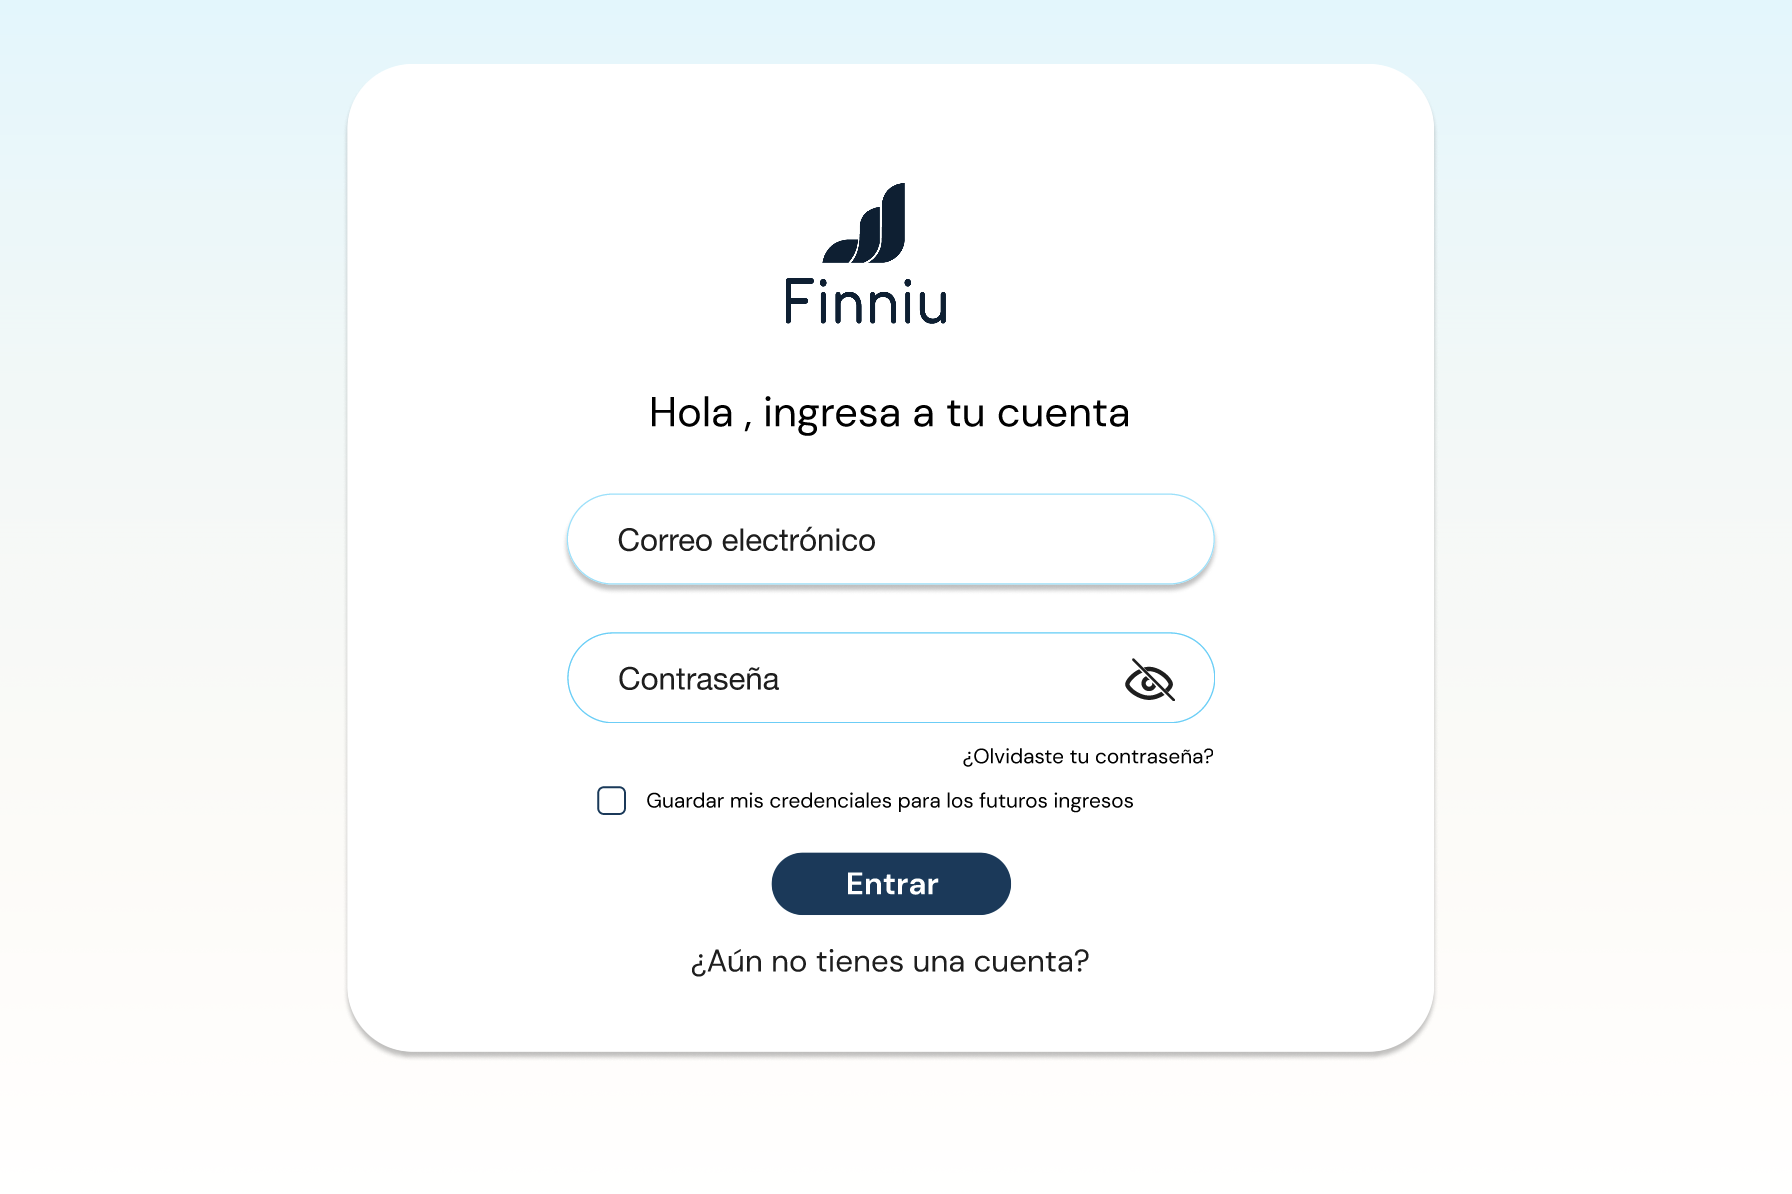 Finniu
Hola , ingresa a tu cuenta
Correo electrónico
Contraseña
¿Olvidaste tu contraseña?
Guardar mis credenciales para los futuros ingresos
Entrar
¿Aún no tienes una cuenta?